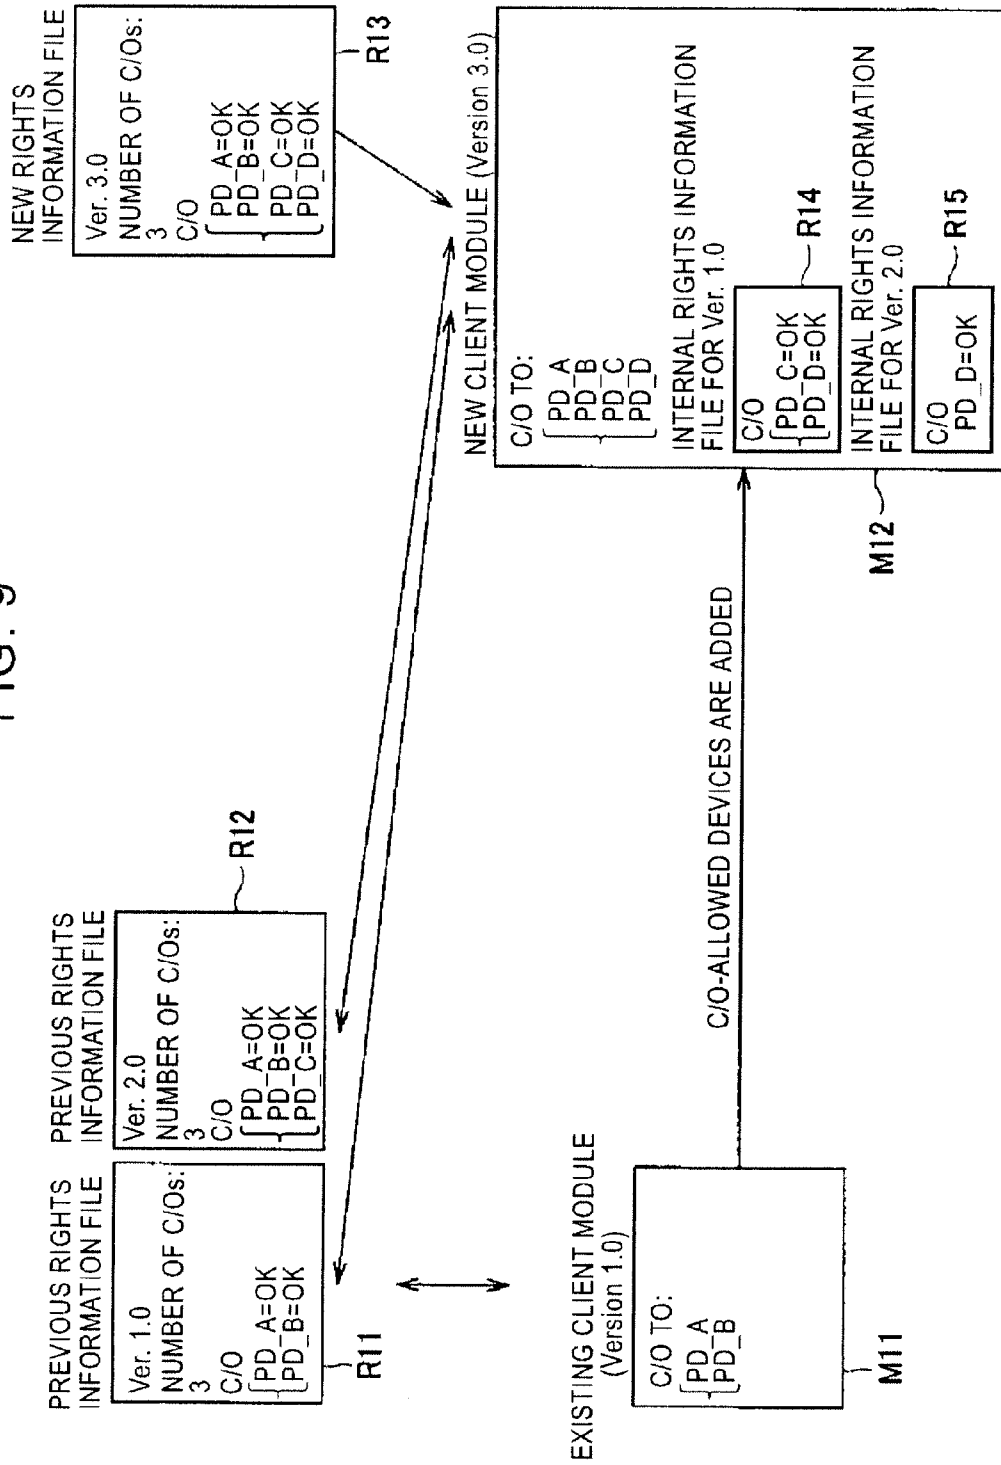 FIG. 9
PREVIOUS RIGHTS
INFORMATION FILE
Ver. 1.0
NUMBER OF C/Os:
3
C/O
PD_A=OK
PD_B=OK
R11
PREVIOUS RIGHTS
INFORMATION FILE
Ver. 2.0
NUMBER OF C/Os:
3
C/O
PD_A=OK
PD_B=OK
PD_C=OK
R12
NEW RIGHTS
INFORMATION FILE
Ver. 3.0
NUMBER OF C/Os:
3
C/O
PD_A=OK
PD_B=OK
PD_C=OK
PD_D=OK
R13
EXISTING CLIENT MODULE
(Version 1.0)
C/O TO:
PD_A
PD_B
M11
C/O-ALLOWED DEVICES ARE ADDED
NEW CLIENT MODULE (Version 3.0)
C/O TO:
PD_A
PD_B
PD_C
PD_D
INTERNAL RIGHTS INFORMATION
FILE FOR Ver. 1.0
C/O
PD_C=OK
PD_D=OK
R14
INTERNAL RIGHTS INFORMATION
FILE FOR Ver. 2.0
C/O
PD_D=OK
R15
M12